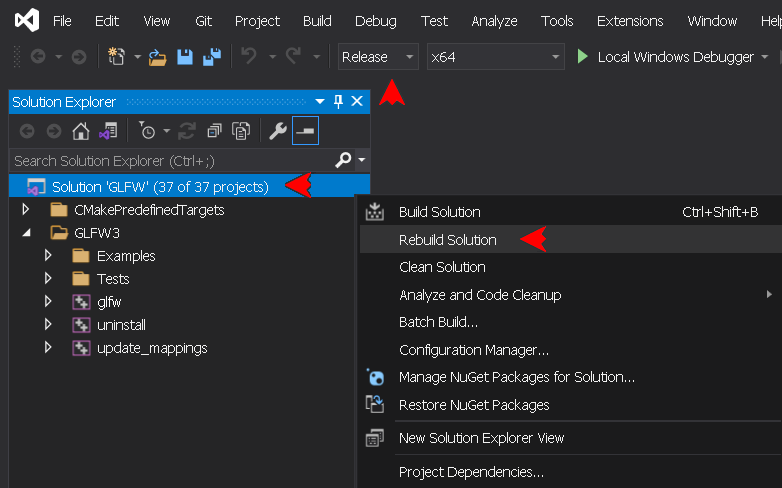 File Edit View Git Project Build Debug Test Analyze Tools Extensions Window
Release x64 Local Windows Debugger
Solution Explorer
Search Solution Explorer (Ctrl+;)
Solution 'GLFW' (37 of 37 projects)
CMakePredefinedTargets
GLFW3
Examples
Tests
glfw
uninstall
update_mappings
Build Solution Ctrl+Shift+B
Rebuild Solution
Clean Solution
Analyze and Code Cleanup
Batch Build...
Configuration Manager...
Manage NuGet Packages for Solution...
Restore NuGet Packages
New Solution Explorer View
Project Dependencies...